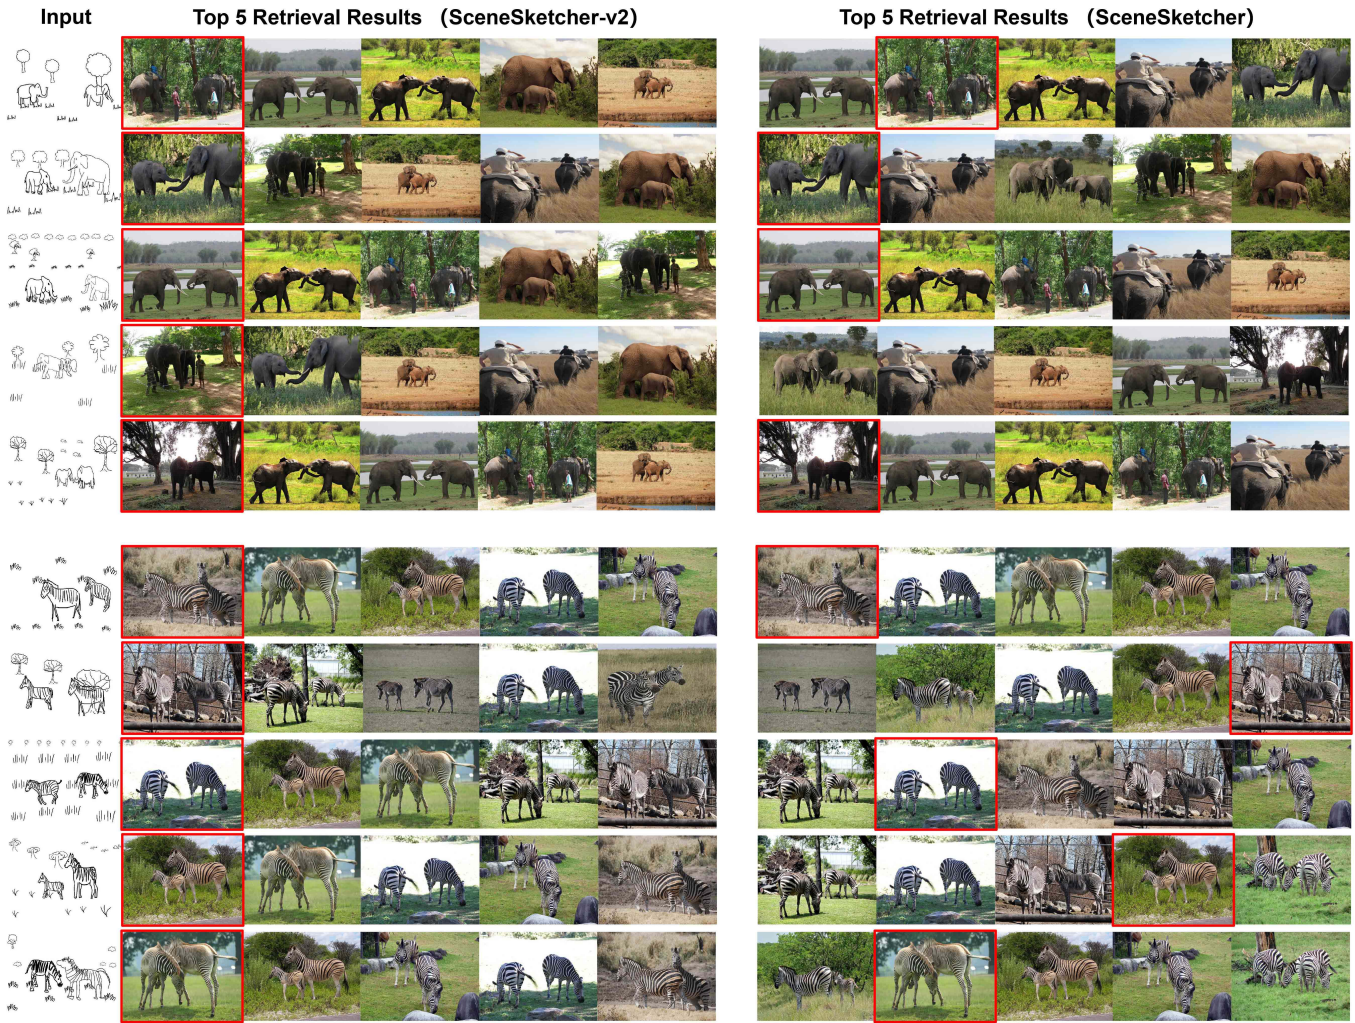 Input
Top 5 Retrieval Results （SceneSketcher-v2）
Top 5 Retrieval Results （SceneSketcher）